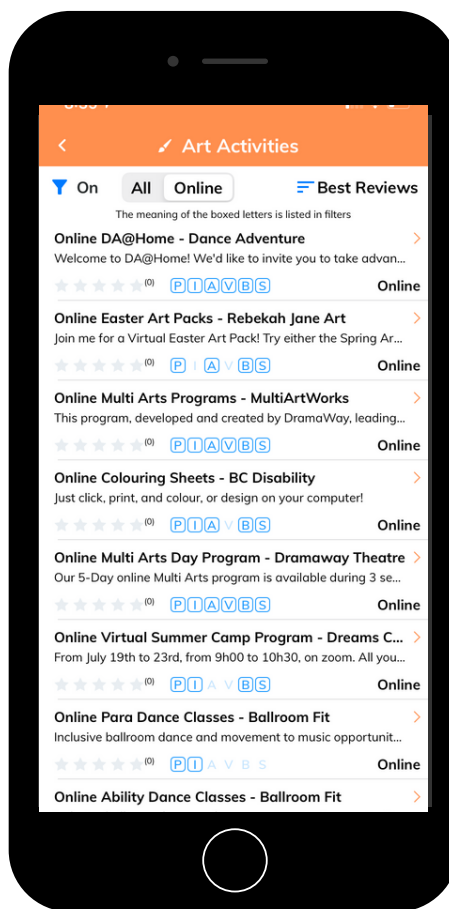 Art Activities
On All Online Best Reviews
The meaning of the boxed letters is listed in filters
Online DA@Home - Dance Adventure
Welcome to DA@Home! We'd like to invite you to take advan...
(0) P I A V B S Online
Online Easter Art Packs - Rebekah Jane Art
Join me for a Virtual Easter Art Pack! Try either the Spring Ar...
(0) P I A V B S Online
Online Multi Arts Programs - MultiArtWorks
This program, developed and created by DramaWay, leading...
(0) P I A V B S Online
Online Colouring Sheets - BC Disability
Just click, print, and colour, or design on your computer!
(0) P I A V B S Online
Online Multi Arts Day Program - Dramaway Theatre
Our 5-Day online Multi Arts program is available during 3 se...
(0) P I A V B S Online
Online Virtual Summer Camp Program - Dreams C...
From July 19th to 23rd, from 9h00 to 10h30, on zoom. All you...
(0) P I A V B S Online
Online Para Dance Classes - Ballroom Fit
Inclusive ballroom dance and movement to music opportunit...
(0) P I A V B S Online
Online Ability Dance Classes - Ballroom Fit